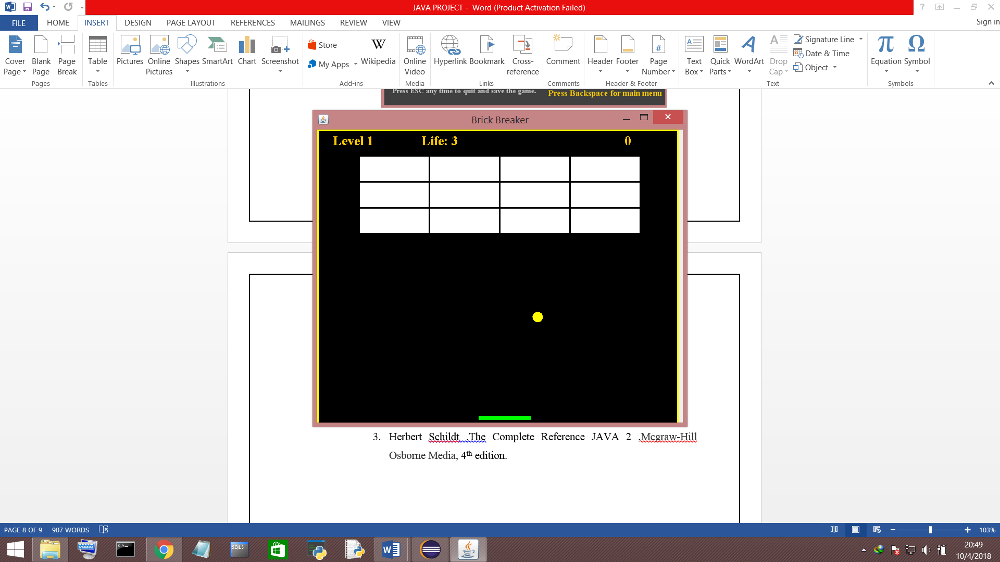 JAVA PROJECT - Word (Product Activation Failed)
FILE HOME INSERT DESIGN PAGE LAYOUT REFERENCES MAILINGS REVIEW VIEW Sign in
Cover Page Blank Page Page Break Table Pictures Online Pictures Shapes SmartArt Chart Screenshot Store My Apps Wikipedia Online Video Hyperlink Bookmark Cross-reference Comment Header Footer Page Number Text Box Quick Parts WordArt Drop Cap Signature Line Date & Time Object Equation Symbol
Pages Tables Illustrations Add-ins Media Links Comments Header & Footer Text Symbols
Press ESC any time to quit and save the game. Press Backspace for main menu
Brick Breaker
Level 1 Life: 3 0
3. Herbert Schildt ,The Complete Reference JAVA 2 ,Mcgraw-Hill
Osborne Media, 4th edition.
PAGE 8 OF 9 907 WORDS 103%
20:49
10/4/2018